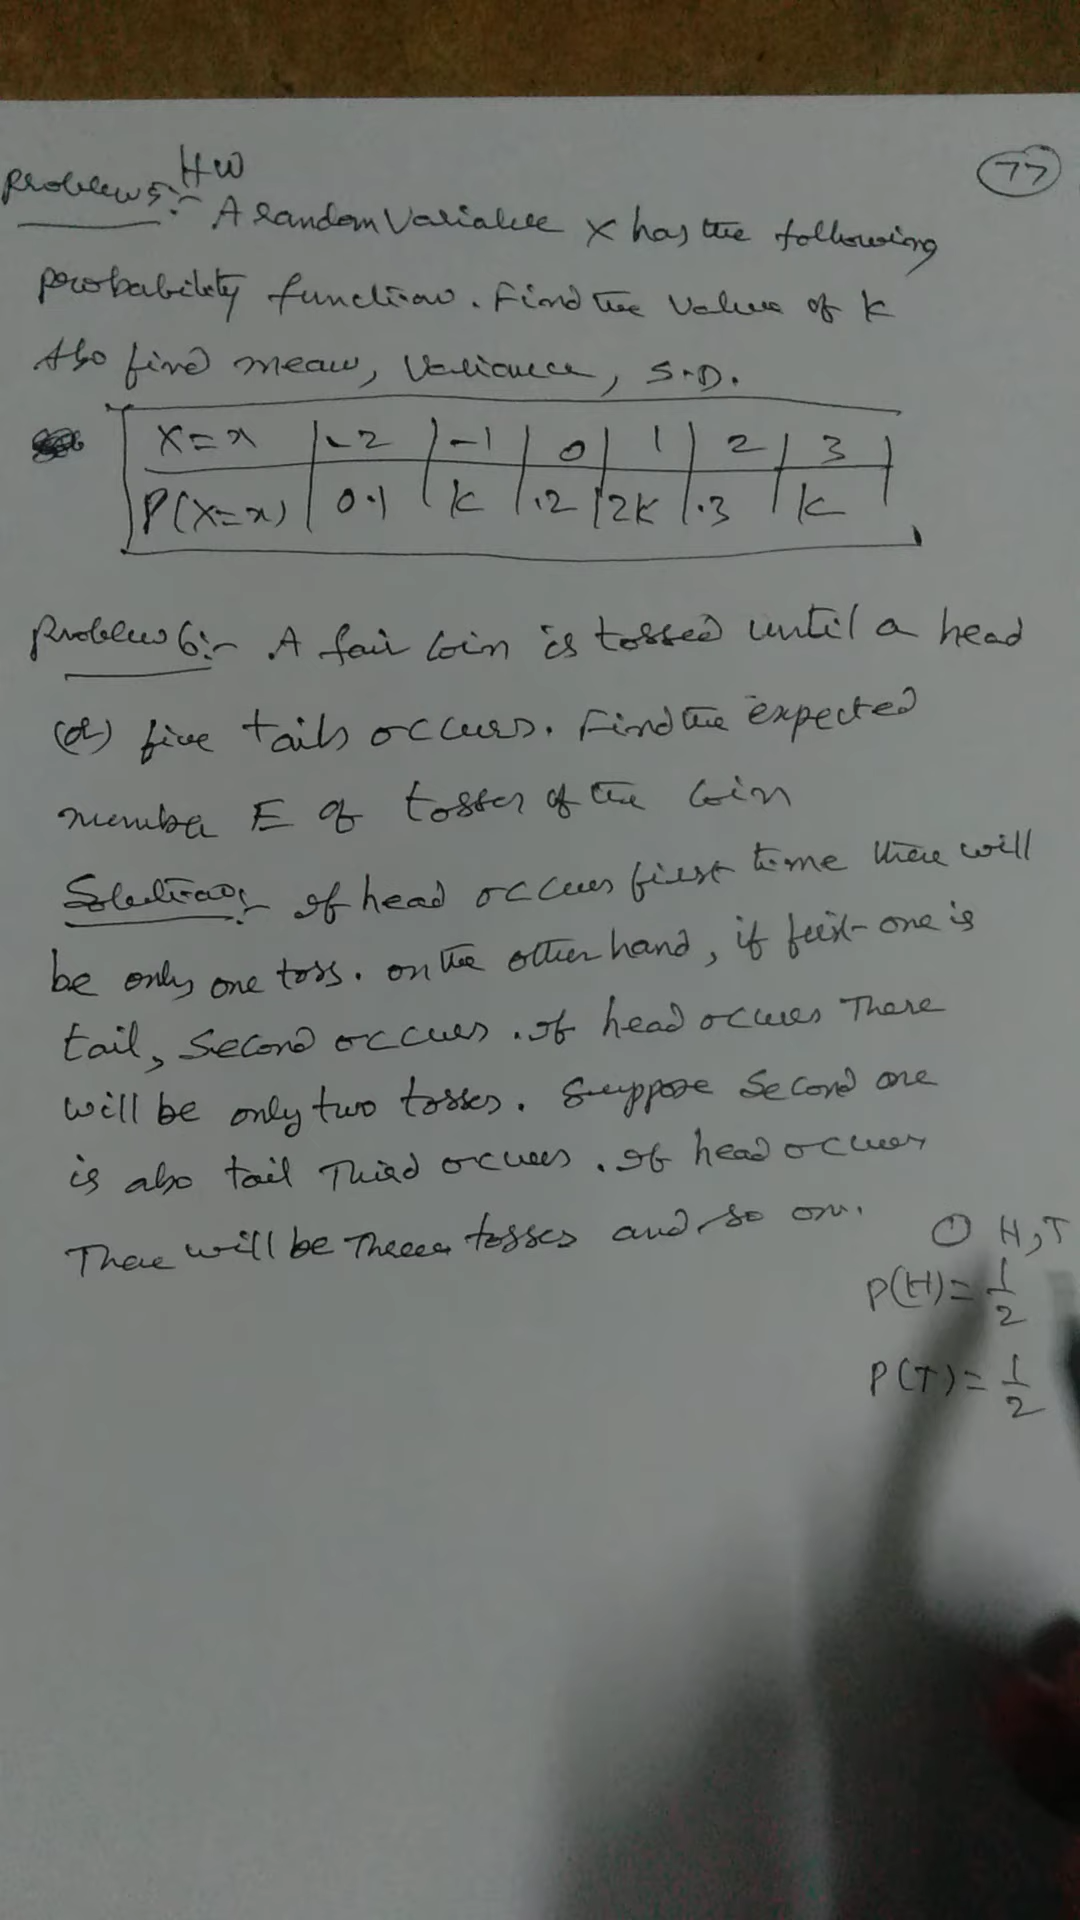 HW
77
Problem 5:- A random Variable X has the following
probability function. Find the value of k
Also find mean, Variance, S.D.
X=x | -2 | -1 | 0 | 1 | 2 | 3
P(X=x) | 0.1 | k | .2 | 2k | .3 | k
Problem 6:- A fair coin is tossed until a head
(or) five tails occurs. Find the expected
number E of tosses of the coin
Solution:- If head occurs first time there will
be only one toss. on the other hand, if first one is
tail, second occurs. If head occurs There
will be only two tosses. Suppose second one
is also tail Third occurs. If head occurs
There will be Three tosses and so on.
① H, T
P(H)=1/2
P(T)=1/2